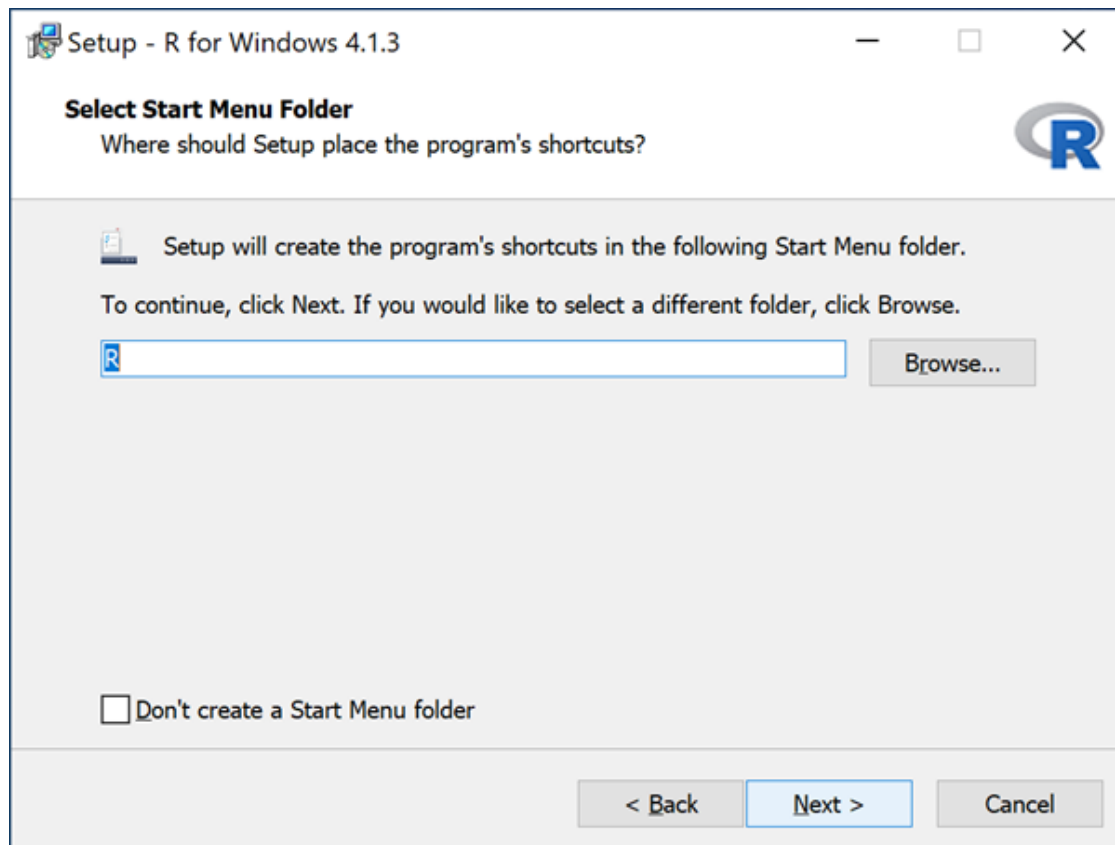 Setup - R for Windows 4.1.3
Select Start Menu Folder
Where should Setup place the program's shortcuts?
R
Setup will create the program's shortcuts in the following Start Menu folder.
To continue, click Next. If you would like to select a different folder, click Browse.
R
Browse...
Don't create a Start Menu folder
< Back
Next >
Cancel